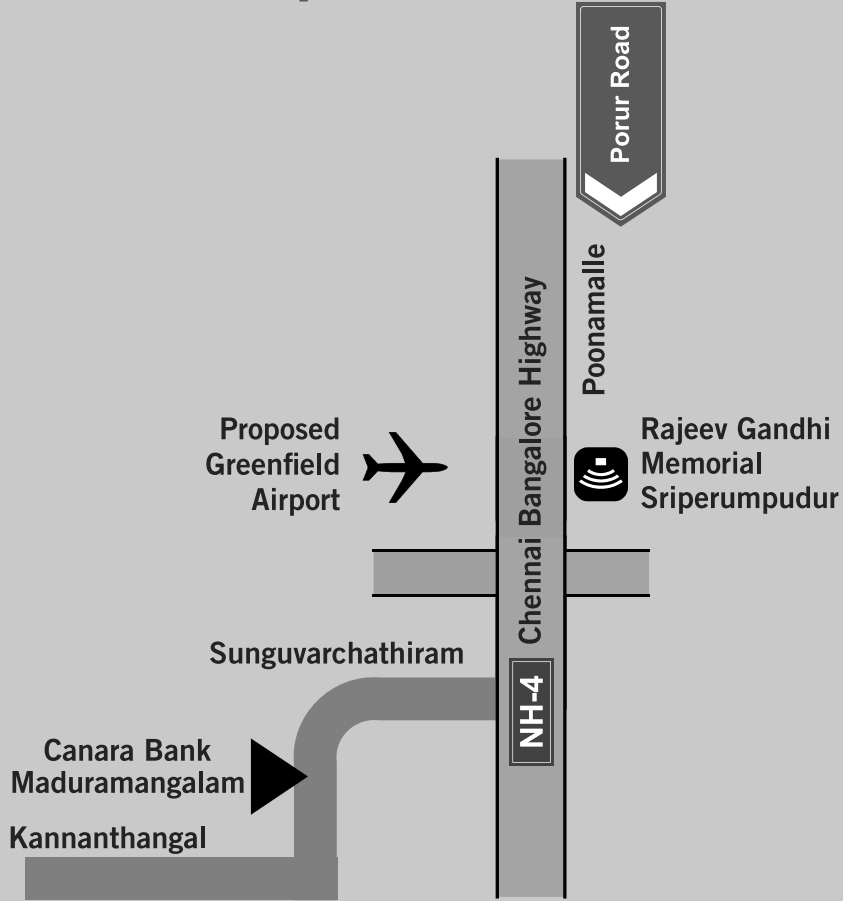 Porur Road
Poonamalle
Chennai Bangalore Highway
Proposed
Greenfield
Airport
Rajeev Gandhi
Memorial
Sriperumpudur
Sunguvarchathiram
NH-4
Canara Bank
Maduramangalam
Kannanthangal